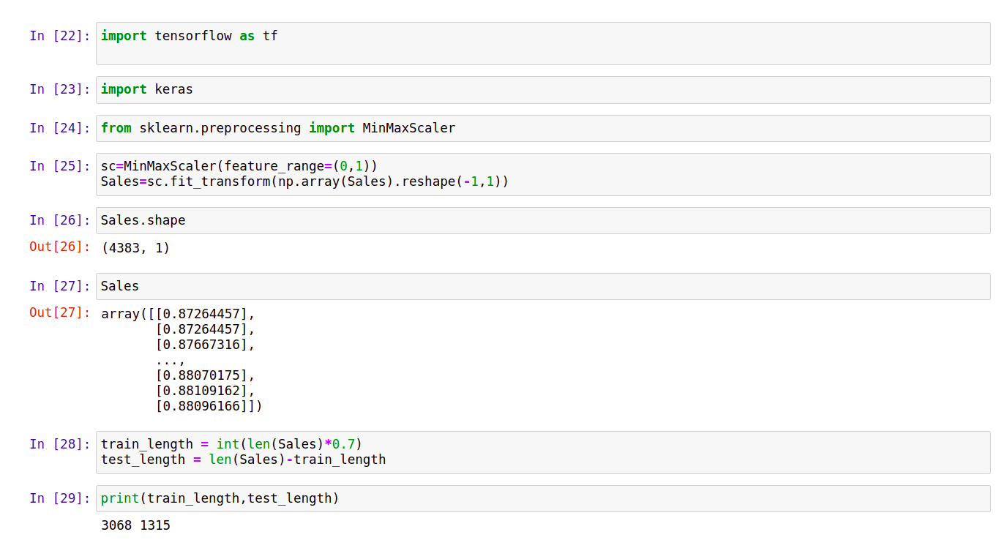 In [22]: import tensorflow as tf
In [23]: import keras
In [24]: from sklearn.preprocessing import MinMaxScaler
In [25]: sc=MinMaxScaler(feature_range=(0,1))
Sales=sc.fit_transform(np.array(Sales).reshape(-1,1))
In [26]: Sales.shape
Out[26]: (4383, 1)
In [27]: Sales
Out[27]: array([[0.87264457],
[0.87264457],
[0.87667316],
...,
[0.88070175],
[0.88109162],
[0.88096166]])
In [28]: train_length = int(len(Sales)*0.7)
test_length = len(Sales)-train_length
In [29]: print(train_length,test_length)
3068 1315